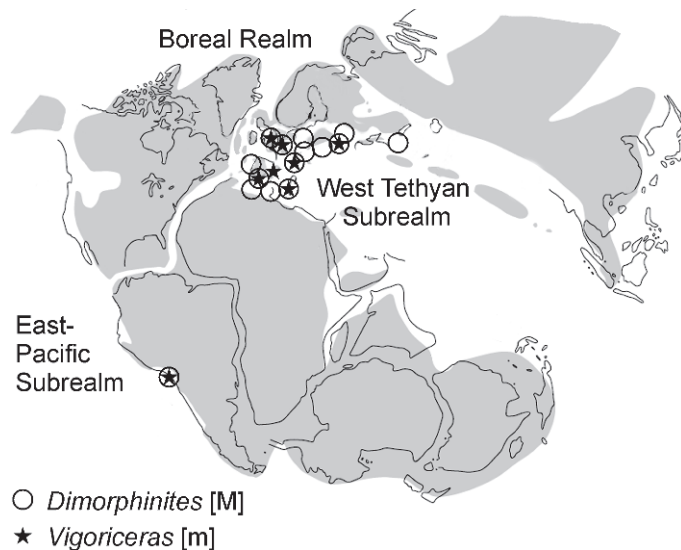 Boreal Realm
West Tethyan
Subrealm
East-
Pacific
Subrealm
Dimorphinites [M]
Vigoriceras [m]